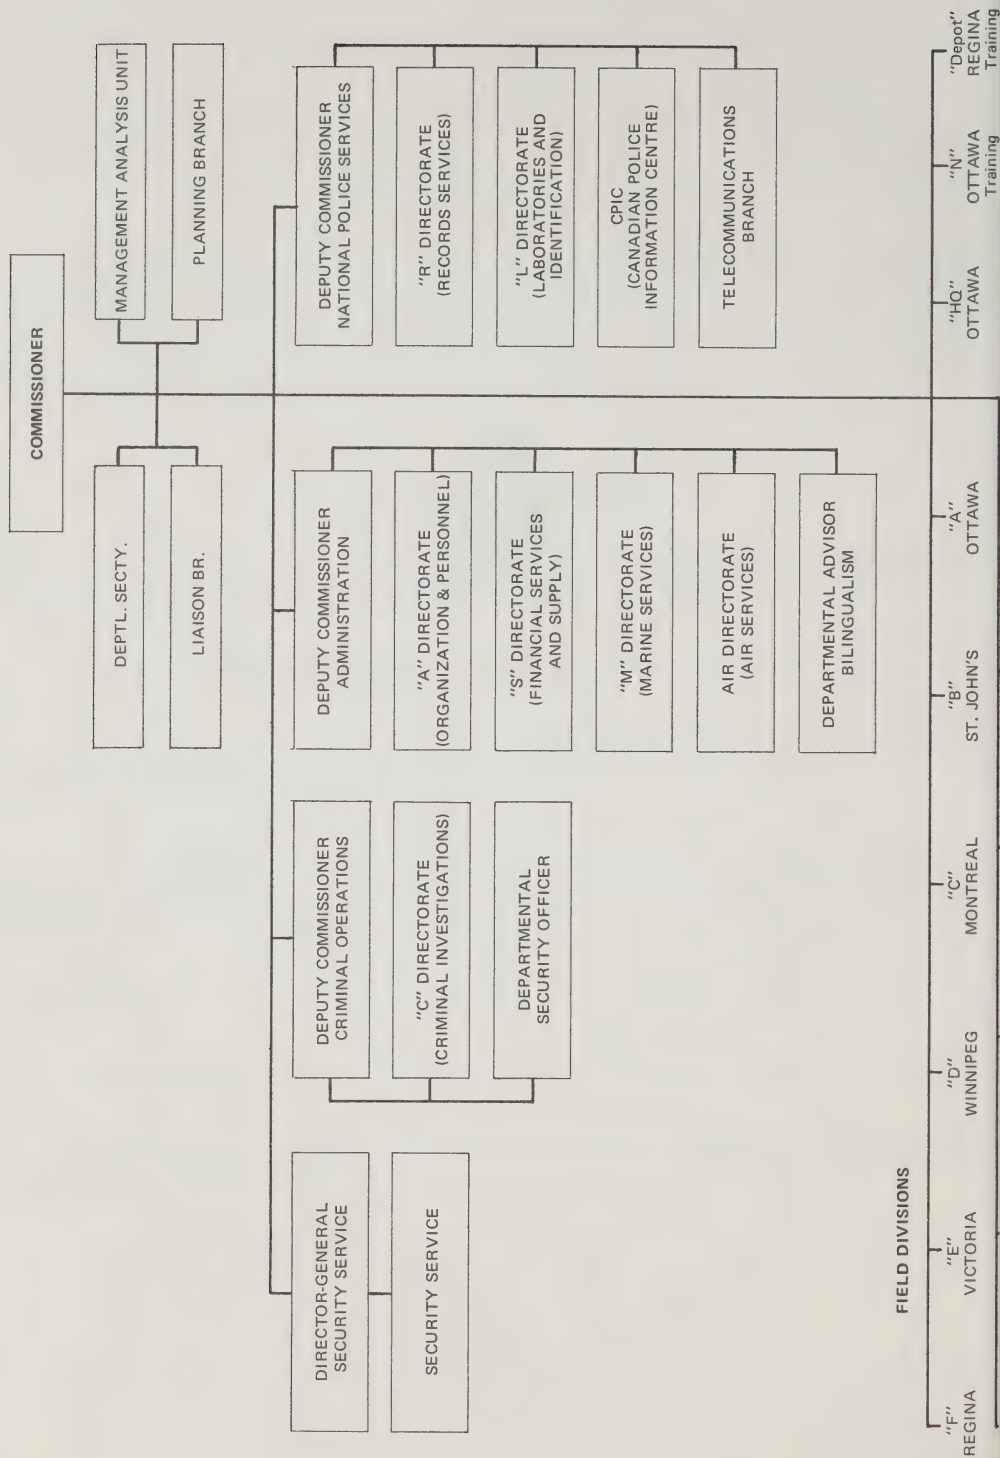 COMMISSIONER
DEPTL. SECTY.
LIAISON BR.
MANAGEMENT ANALYSIS UNIT
PLANNING BRANCH
DIRECTOR-GENERAL
SECURITY SERVICE
SECURITY SERVICE
DEPUTY COMMISSIONER
CRIMINAL OPERATIONS
"C" DIRECTORATE
(CRIMINAL INVESTIGATIONS)
DEPARTMENTAL
SECURITY OFFICER
DEPUTY COMMISSIONER
ADMINISTRATION
"A" DIRECTORATE
(ORGANIZATION & PERSONNEL)
"S" DIRECTORATE
(FINANCIAL SERVICES
AND SUPPLY)
"M" DIRECTORATE
(MARINE SERVICES)
AIR DIRECTORATE
(AIR SERVICES)
DEPARTMENTAL ADVISOR
BILINGUALISM
DEPUTY COMMISSIONER
NATIONAL POLICE SERVICES
"R" DIRECTORATE
(RECORDS SERVICES)
"L" DIRECTORATE
(LABORATORIES AND
IDENTIFICATION)
CPIC
(CANADIAN POLICE
INFORMATION CENTRE)
TELECOMMUNICATIONS
BRANCH
FIELD DIVISIONS
"F"
REGINA
"E"
VICTORIA
"D"
WINNIPEG
"C"
MONTREAL
"B"
ST. JOHN'S
"A"
OTTAWA
"HQ"
OTTAWA
"N"
OTTAWA
Training
"Depot"
REGINA
Training